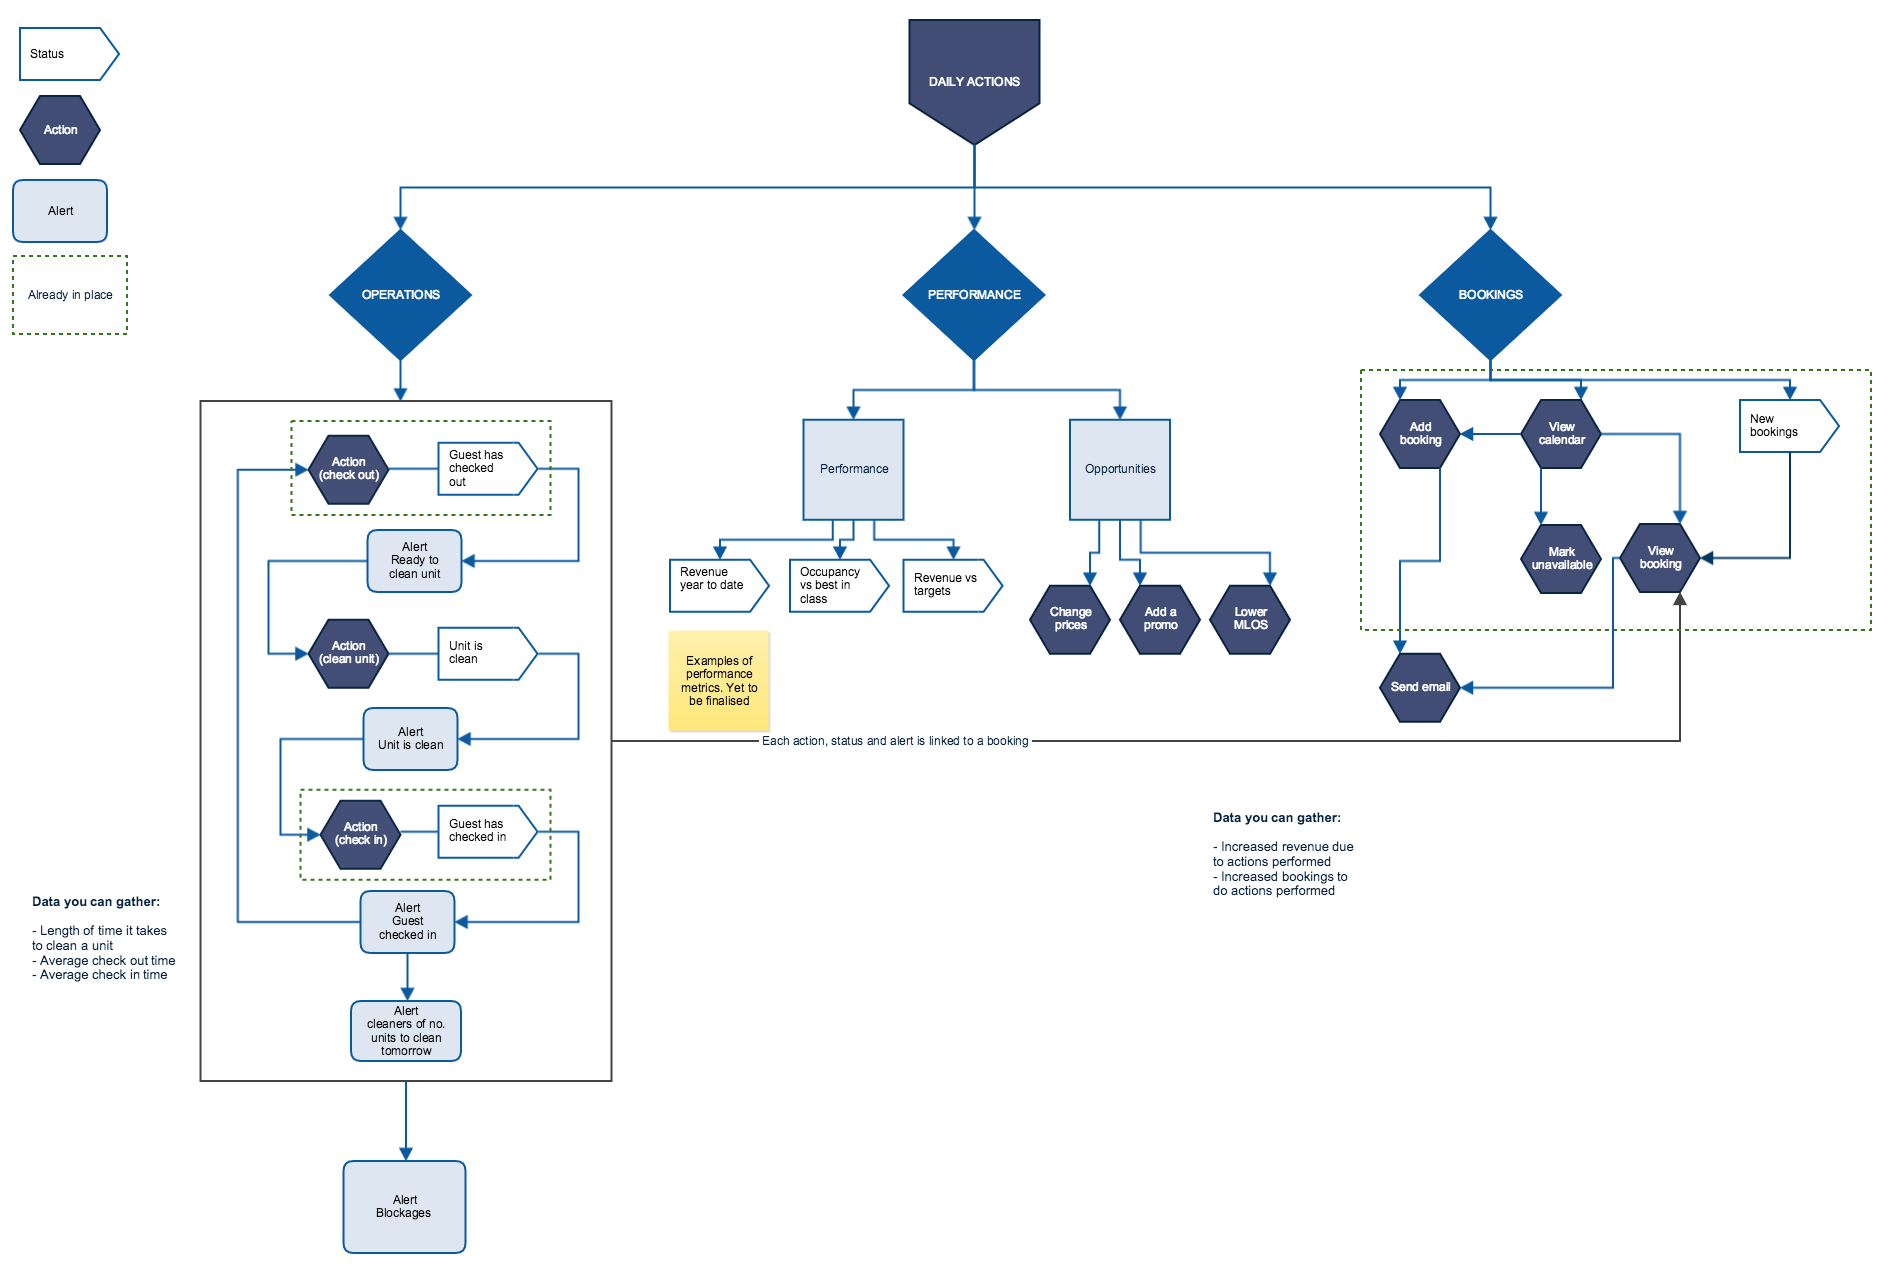 Status
Action
Alert
Already in place
DAILY ACTIONS
OPERATIONS
PERFORMANCE
BOOKINGS
Action
(check out)
Guest has
checked
out
Alert
Ready to
clean unit
Action
(clean unit)
Unit is
clean
Alert
Unit is clean
Action
(check in)
Guest has
checked in
Alert
Guest
checked in
Alert
cleaners of no.
units to clean
tomorrow
Alert
Blockages
Data you can gather:
- Length of time it takes
to clean a unit
- Average check out time
- Average check in time
Performance
Opportunities
Revenue
year to date
Occupancy
vs best in
class
Revenue vs
targets
Change
prices
Add a
promo
Lower
MLOS
Examples of
performance
metrics. Yet to
be finalised
Each action, status and alert is linked to a booking
Add
booking
View
calendar
New
bookings
Mark
unavailable
View
booking
Send email
Data you can gather:
- Increased revenue due
to actions performed
- Increased bookings to
do actions performed